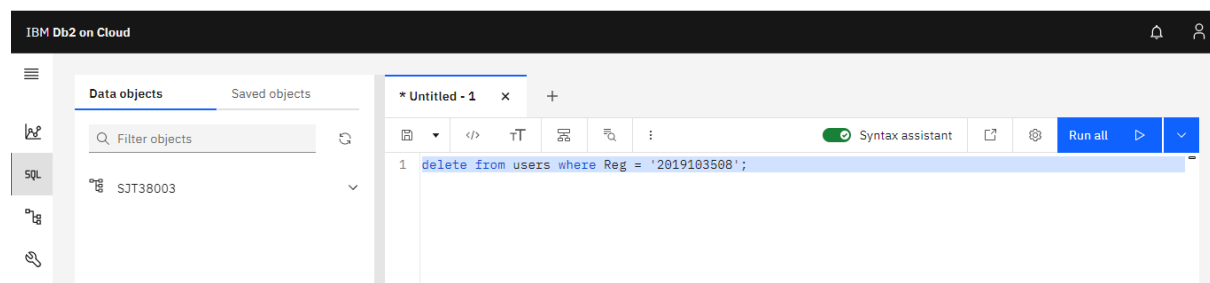 IBM Db2 on Cloud
Data objects Saved objects
* Untitled - 1 × +
Filter objects
</> TT Syntax assistant Run all
SQL
1 delete from users where Reg = '2019103508';
SJT38003